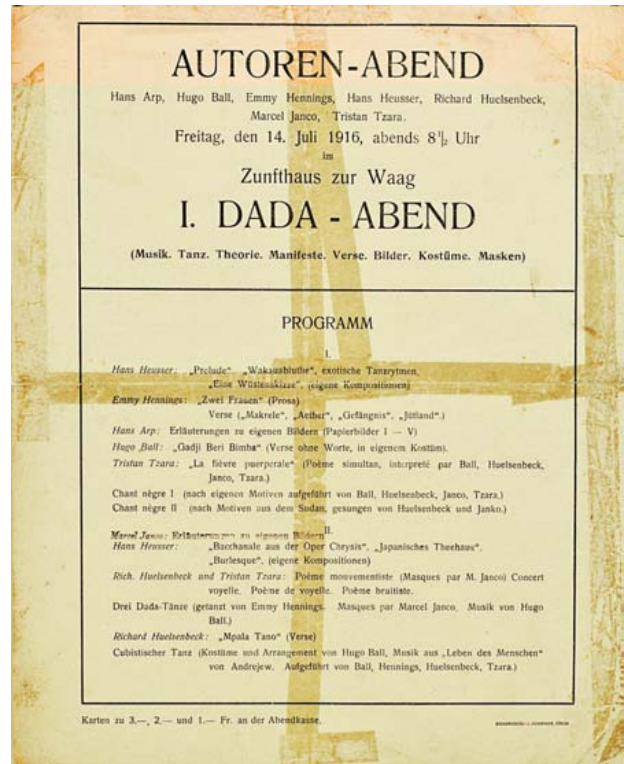 AUTOREN-ABEND
Hans Arp, Hugo Ball, Emmy Hennings, Hans Heusser, Richard Huelsenbeck,
Marcel Janco, Tristan Tzara.
Freitag, den 14. Juli 1916, abends 8 1/2 Uhr
im
Zunfthaus zur Waag
I. DADA - ABEND
(Musik. Tanz. Theorie. Manifeste. Verse. Bilder. Kostüme. Masken)
PROGRAMM
I.
Hans Heusser: „Prelude“. „Wakauabluthe“, exotische Tanzrytmen.
„Eine Wüstenskizze“, (eigene Kompositionen)
Emmy Hennings: „Zwei Frauen“ (Prosa)
Verse („Makrele“, „Aether“, „Gefängnis“, „Jütland“.)
Hans Arp: Erläuterungen zu eigenen Bildern (Papierbilder I — V)
Hugo Ball: „Gadji Beri Bimba“ (Verse ohne Worte, in eigenem Kostüm).
Tristan Tzara: „La fièvre puerperale“ (Poème simultan, interpreté par Ball, Huelsenbeck,
Janco, Tzara.)
Chant nègre I (nach eigenen Motiven aufgeführt von Ball, Huelsenbeck, Janco, Tzara.)
Chant nègre II (nach Motiven aus dem Sudan, gesungen von Huelsenbeck und Janko.)
II.
Marcel Janco: Erläuterungen zu eigenen Bildern
Hans Heusser: „Bacchanale aus der Oper Chrysis“, „Japanisches Theehaus“.
„Burlesque“, (eigene Kompositionen)
Rich. Huelsenbeck und Tristan Tzara: Poème mouvementiste (Masques par M. Janco) Concert
voyelle. Poème de voyelle. Poème bruitiste.
Drei Dada-Tänze (getanzt von Emmy Hennings. Masques par Marcel Janco. Musik von Hugo
Ball.)
Richard Huelsenbeck: „Mpala Tano“ (Verse)
Cubistischer Tanz (Kostüme und Arrangement von Hugo Ball, Musik aus „Leben des Menschen“
von Andrejew. Aufgeführt von Ball, Hennings, Huelsenbeck, Tzara.)
Karten zu 3.—, 2.— und 1.— Fr. an der Abendkasse.